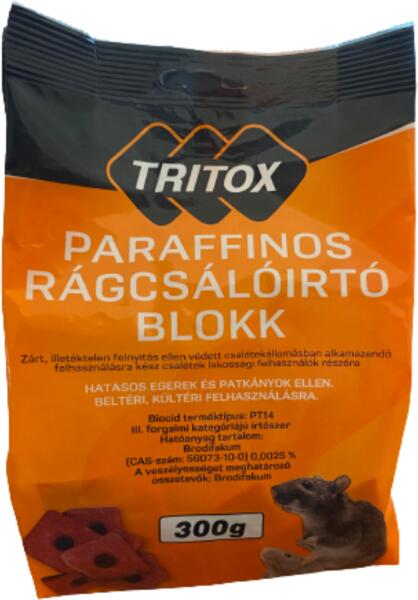 TRITOX
PARAFFINOS
RÁGCSÁLÓIRTÓ
BLOKK
Zárt, illetéktelen felnyitás ellen védett csalétekállomásban alkamazandó
felhasználásra kész csalétek lakossági felhasználók részére
HATÁSOS EGEREK ÉS PATKÁNYOK ELLEN.
BELTÉRI, KÜLTÉRI FELHASZNÁLÁSRA.
Biocid terméktípus: PT14
III. forgalmi kategóriájú irtószer
Hatóanyag tartalom:
Brodifakum
(CAS-szám: 56073-10-0) 0,0025 %
A veszélyességet meghatározó
összetevők: Brodifakum
300g